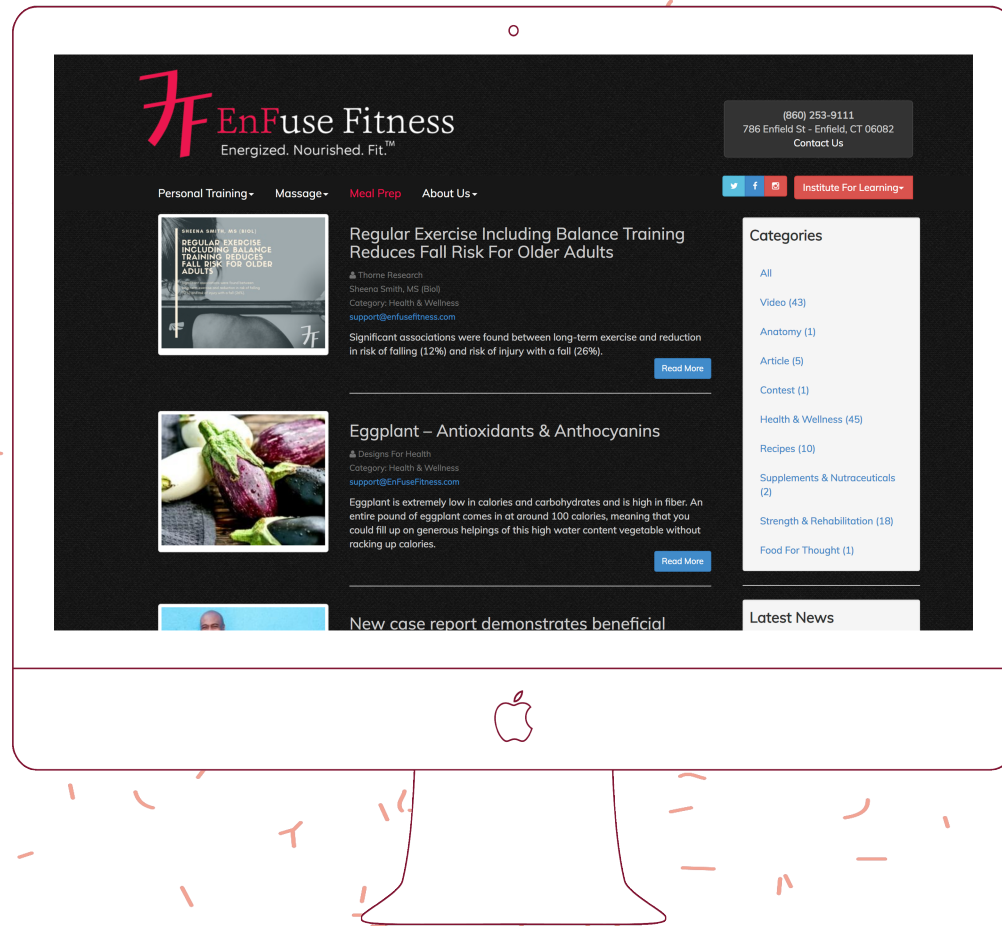 EnFuse Fitness
Energized. Nourished. Fit.™
(860) 253-9111
786 Enfield St - Enfield, CT 06082
Contact Us
Personal Training
Massage
Meal Prep
About Us
Institute For Learning
SHEENA SMITH, MS (BIOL)
REGULAR EXERCISE
INCLUDING BALANCE
TRAINING REDUCES
FALL RISK FOR OLDER
ADULTS
Regular Exercise Including Balance Training
Reduces Fall Risk For Older Adults
Thorne Research
Sheena Smith, MS (Biol)
Category: Health & Wellness
support@enfusefitness.com
Significant associations were found between long-term exercise and reduction
in risk of falling (12%) and risk of injury with a fall (26%).
Read More
Eggplant – Antioxidants & Anthocyanins
Designs For Health
Category: Health & Wellness
support@EnFuseFitness.com
Eggplant is extremely low in calories and carbohydrates and is high in fiber. An
entire pound of eggplant comes in at around 100 calories, meaning that you
could fill up on generous helpings of this high water content vegetable without
racking up calories.
Read More
New case report demonstrates beneficial
Categories
All
Video (43)
Anatomy (1)
Article (5)
Contest (1)
Health & Wellness (45)
Recipes (10)
Supplements & Nutraceuticals
(2)
Strength & Rehabilitation (18)
Food For Thought (1)
Latest News